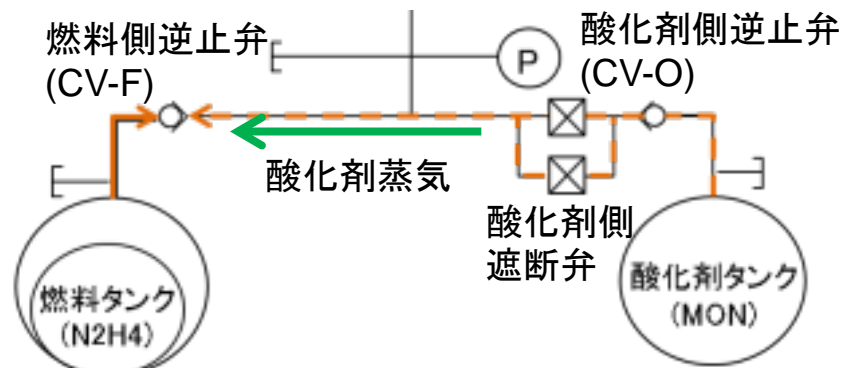 燃料側逆止弁
(CV-F)
P
酸化剤側逆止弁
(CV-O)
酸化剤蒸気
酸化剤側
遮断弁
燃料タンク
(N2H4)
酸化剤タンク
(MON)